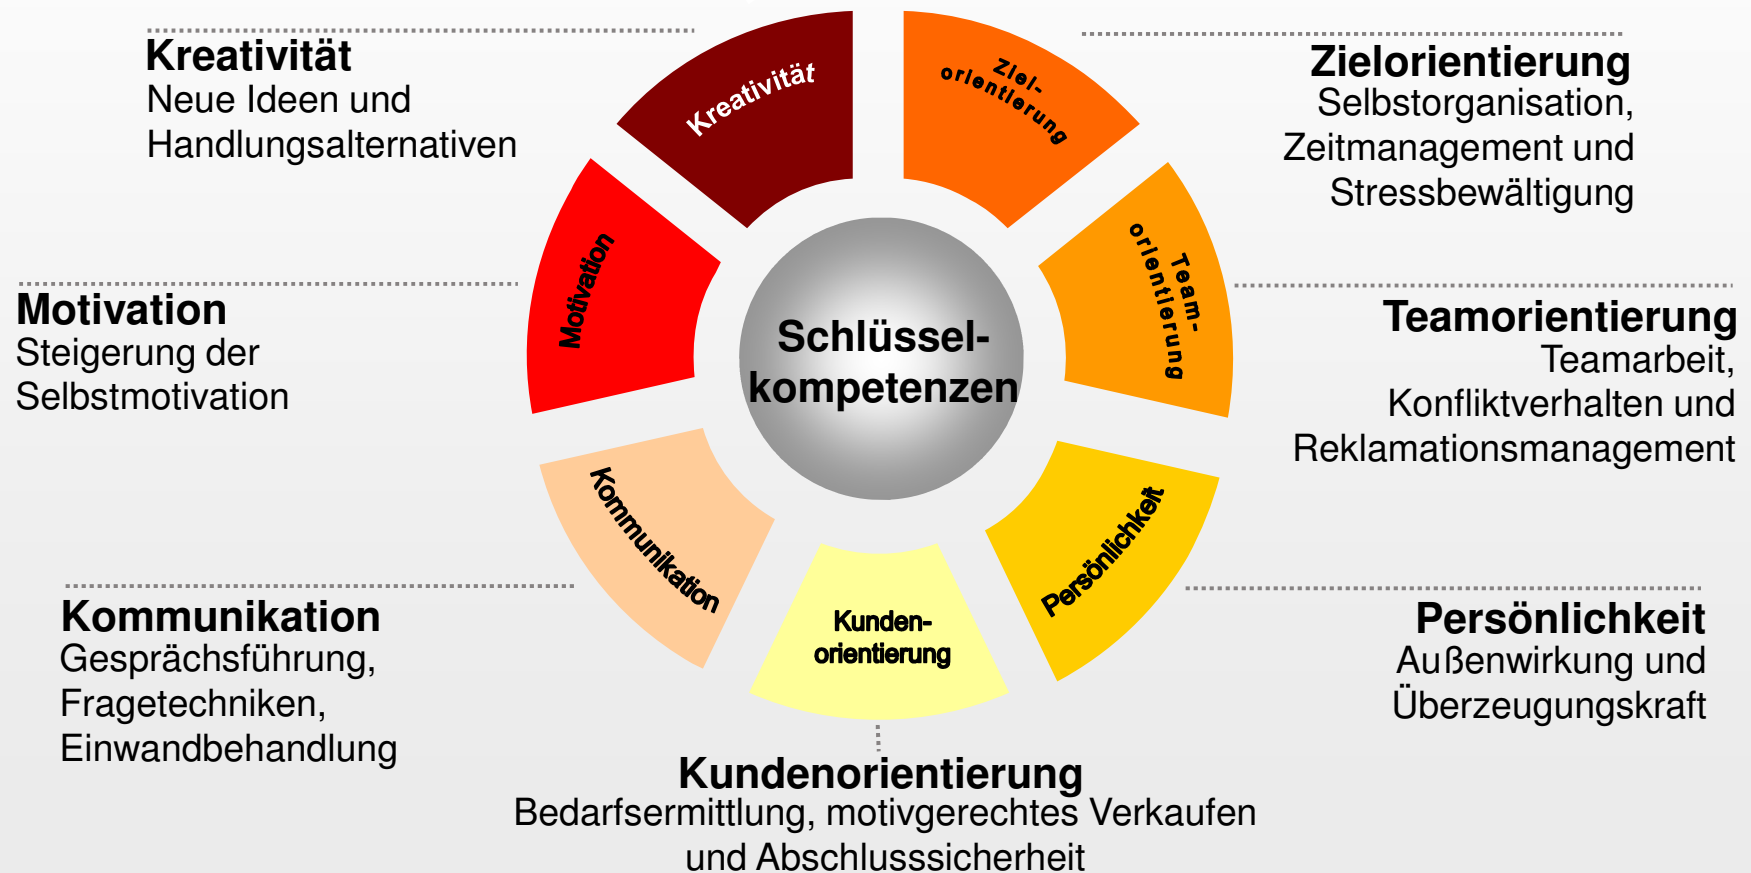 Kreativität
Neue Ideen und
Handlungsalternativen
Motivation
Steigerung der
Selbstmotivation
Kommunikation
Gesprächsführung,
Fragetechniken,
Einwandbehandlung
Kreativität
Ziel-
orientierung
Motivation
Team-
orientierung
Schlüssel-
kompetenzen
Kommunikation
Persönlichkeit
Kunden-
orientierung
Zielorientierung
Selbstorganisation,
Zeitmanagement und
Stressbewältigung
Teamorientierung
Teamarbeit,
Konfliktverhalten und
Reklamationsmanagement
Persönlichkeit
Außenwirkung und
Überzeugungskraft
Kundenorientierung
Bedarfsermittlung, motivgerechtes Verkaufen
und Abschlusssicherheit